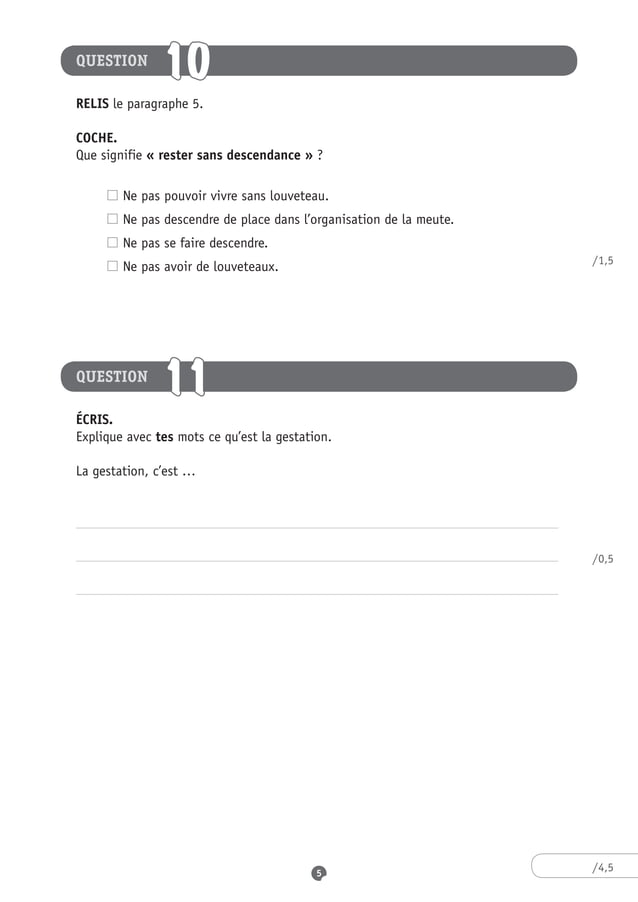 QUESTION 10
RELIS le paragraphe 5.
COCHE.
Que signifie « rester sans descendance » ?
Ne pas pouvoir vivre sans louveteau.
Ne pas descendre de place dans l’organisation de la meute.
Ne pas se faire descendre.
Ne pas avoir de louveteaux.
/1,5
QUESTION 11
ÉCRIS.
Explique avec tes mots ce qu’est la gestation.
La gestation, c’est …
/0,5
5
/4,5